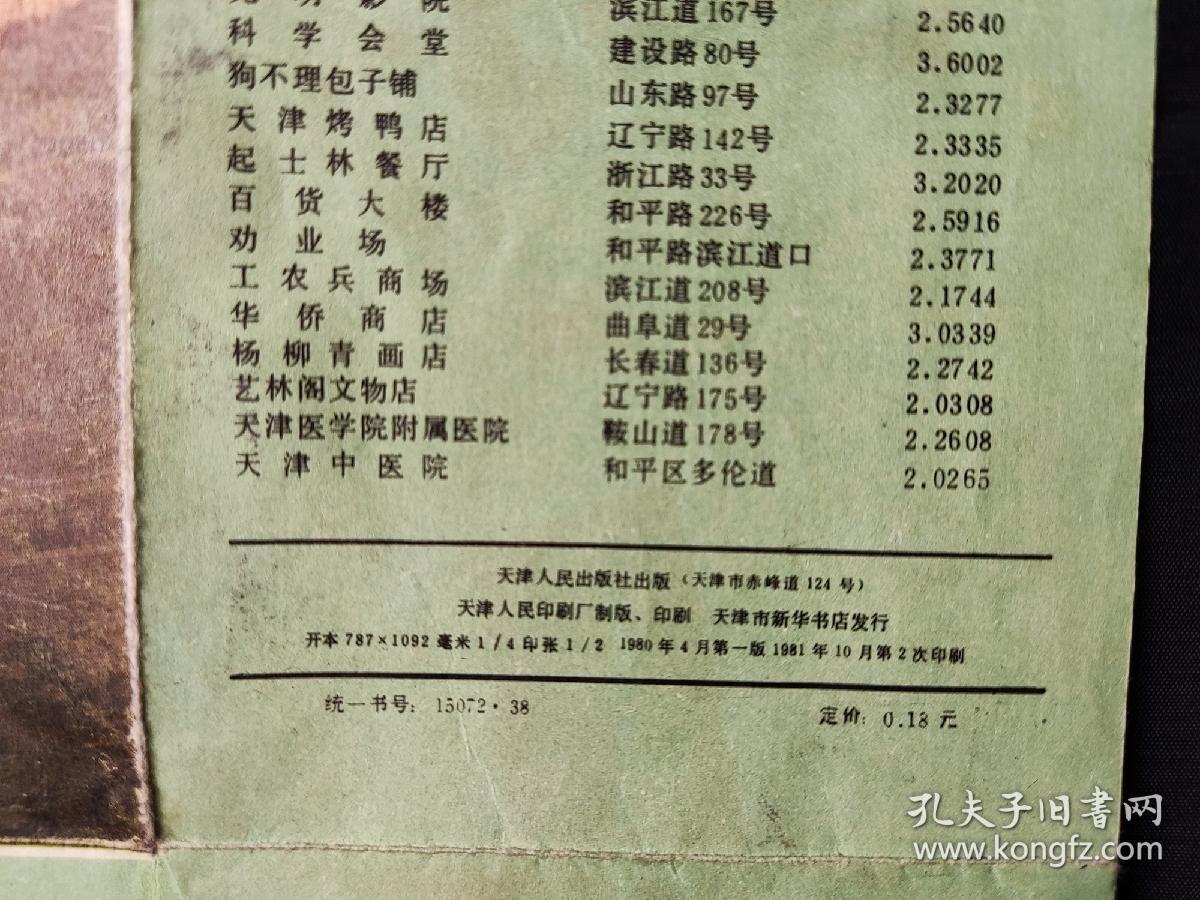 影院 滨江道167号 2.5640
科学会堂 建设路80号 3.6002
狗不理包子铺 山东路97号 2.3277
天津烤鸭店 辽宁路142号 2.3335
起士林餐厅 浙江路33号 3.2020
百货大楼 和平路226号 2.5916
劝业场 和平路滨江道口 2.3771
工农兵商场 滨江道208号 2.1744
华侨商店 曲阜道29号 3.0339
杨柳青画店 长春道136号 2.2742
艺林阁文物店 辽宁路175号 2.0308
天津医学院附属医院 鞍山道178号 2.2608
天津中医院 和平区多伦道 2.0265
天津人民出版社出版（天津市赤峰道124号）
天津人民印刷厂制版、印刷 天津市新华书店发行
开本787×1092毫米1/4印张1/2 1980年4月第一版1981年10月第2次印刷
统一书号：15072·38 定价：0.18元
孔夫子旧書网
www.kongfz.com